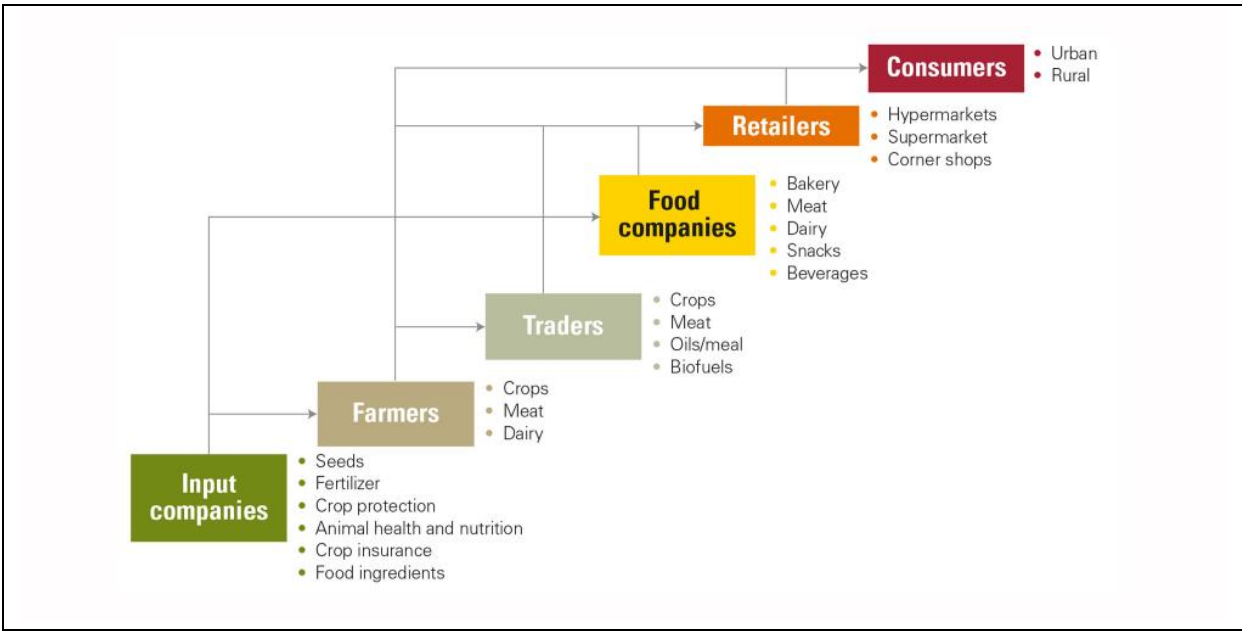 Consumers
• Urban
• Rural
Retailers
• Hypermarkets
• Supermarket
• Corner shops
Food
companies
• Bakery
• Meat
• Dairy
• Snacks
• Beverages
Traders
• Crops
• Meat
• Oils/meal
• Biofuels
Farmers
• Crops
• Meat
• Dairy
Input
companies
• Seeds
• Fertilizer
• Crop protection
• Animal health and nutrition
• Crop insurance
• Food ingredients